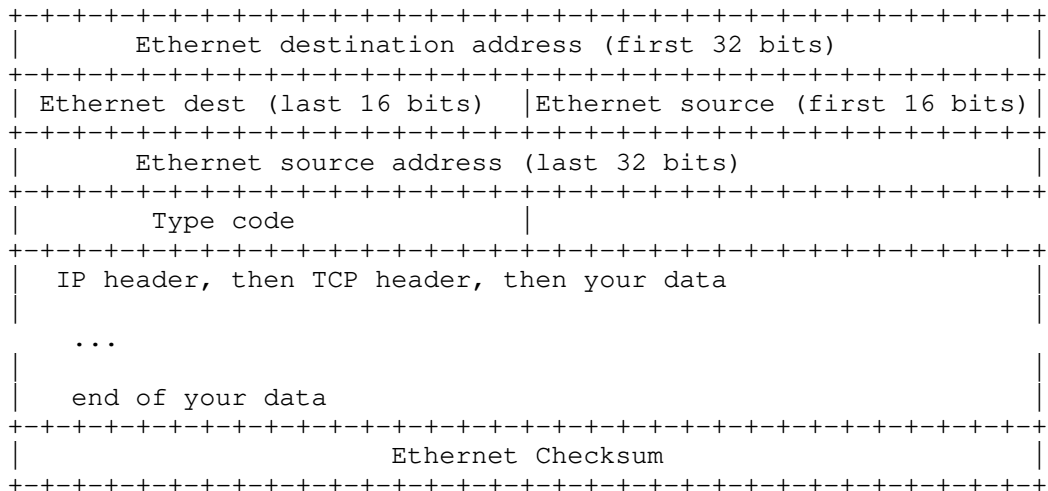 +-+-+-+-+-+-+-+-+-+-+-+-+-+-+-+-+-+-+-+-+-+-+-+-+-+-+-+-+-+-+-+-+
|       Ethernet destination address (first 32 bits)            |
+-+-+-+-+-+-+-+-+-+-+-+-+-+-+-+-+-+-+-+-+-+-+-+-+-+-+-+-+-+-+-+-+
| Ethernet dest (last 16 bits)  |Ethernet source (first 16 bits)|
+-+-+-+-+-+-+-+-+-+-+-+-+-+-+-+-+-+-+-+-+-+-+-+-+-+-+-+-+-+-+-+-+
|       Ethernet source address (last 32 bits)                  |
+-+-+-+-+-+-+-+-+-+-+-+-+-+-+-+-+-+-+-+-+-+-+-+-+-+-+-+-+-+-+-+-+
|        Type code              |
+-+-+-+-+-+-+-+-+-+-+-+-+-+-+-+-+-+-+-+-+-+-+-+-+-+-+-+-+-+-+-+-+
|  IP header, then TCP header, then your data                   |
|                                                               |
    ...
|                                                               |
|   end of your data                                            |
+-+-+-+-+-+-+-+-+-+-+-+-+-+-+-+-+-+-+-+-+-+-+-+-+-+-+-+-+-+-+-+-+
|                       Ethernet Checksum                       |
+-+-+-+-+-+-+-+-+-+-+-+-+-+-+-+-+-+-+-+-+-+-+-+-+-+-+-+-+-+-+-+-+